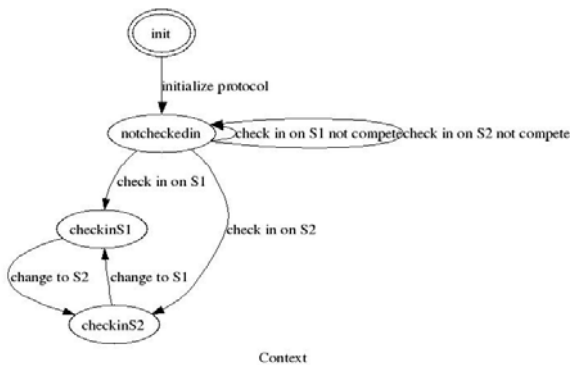 init
initialize protocol
notcheckedin
check in on S1 not compete
check in on S2 not compete
check in on S1
checkinS1
check in on S2
change to S2
change to S1
checkinS2
Context